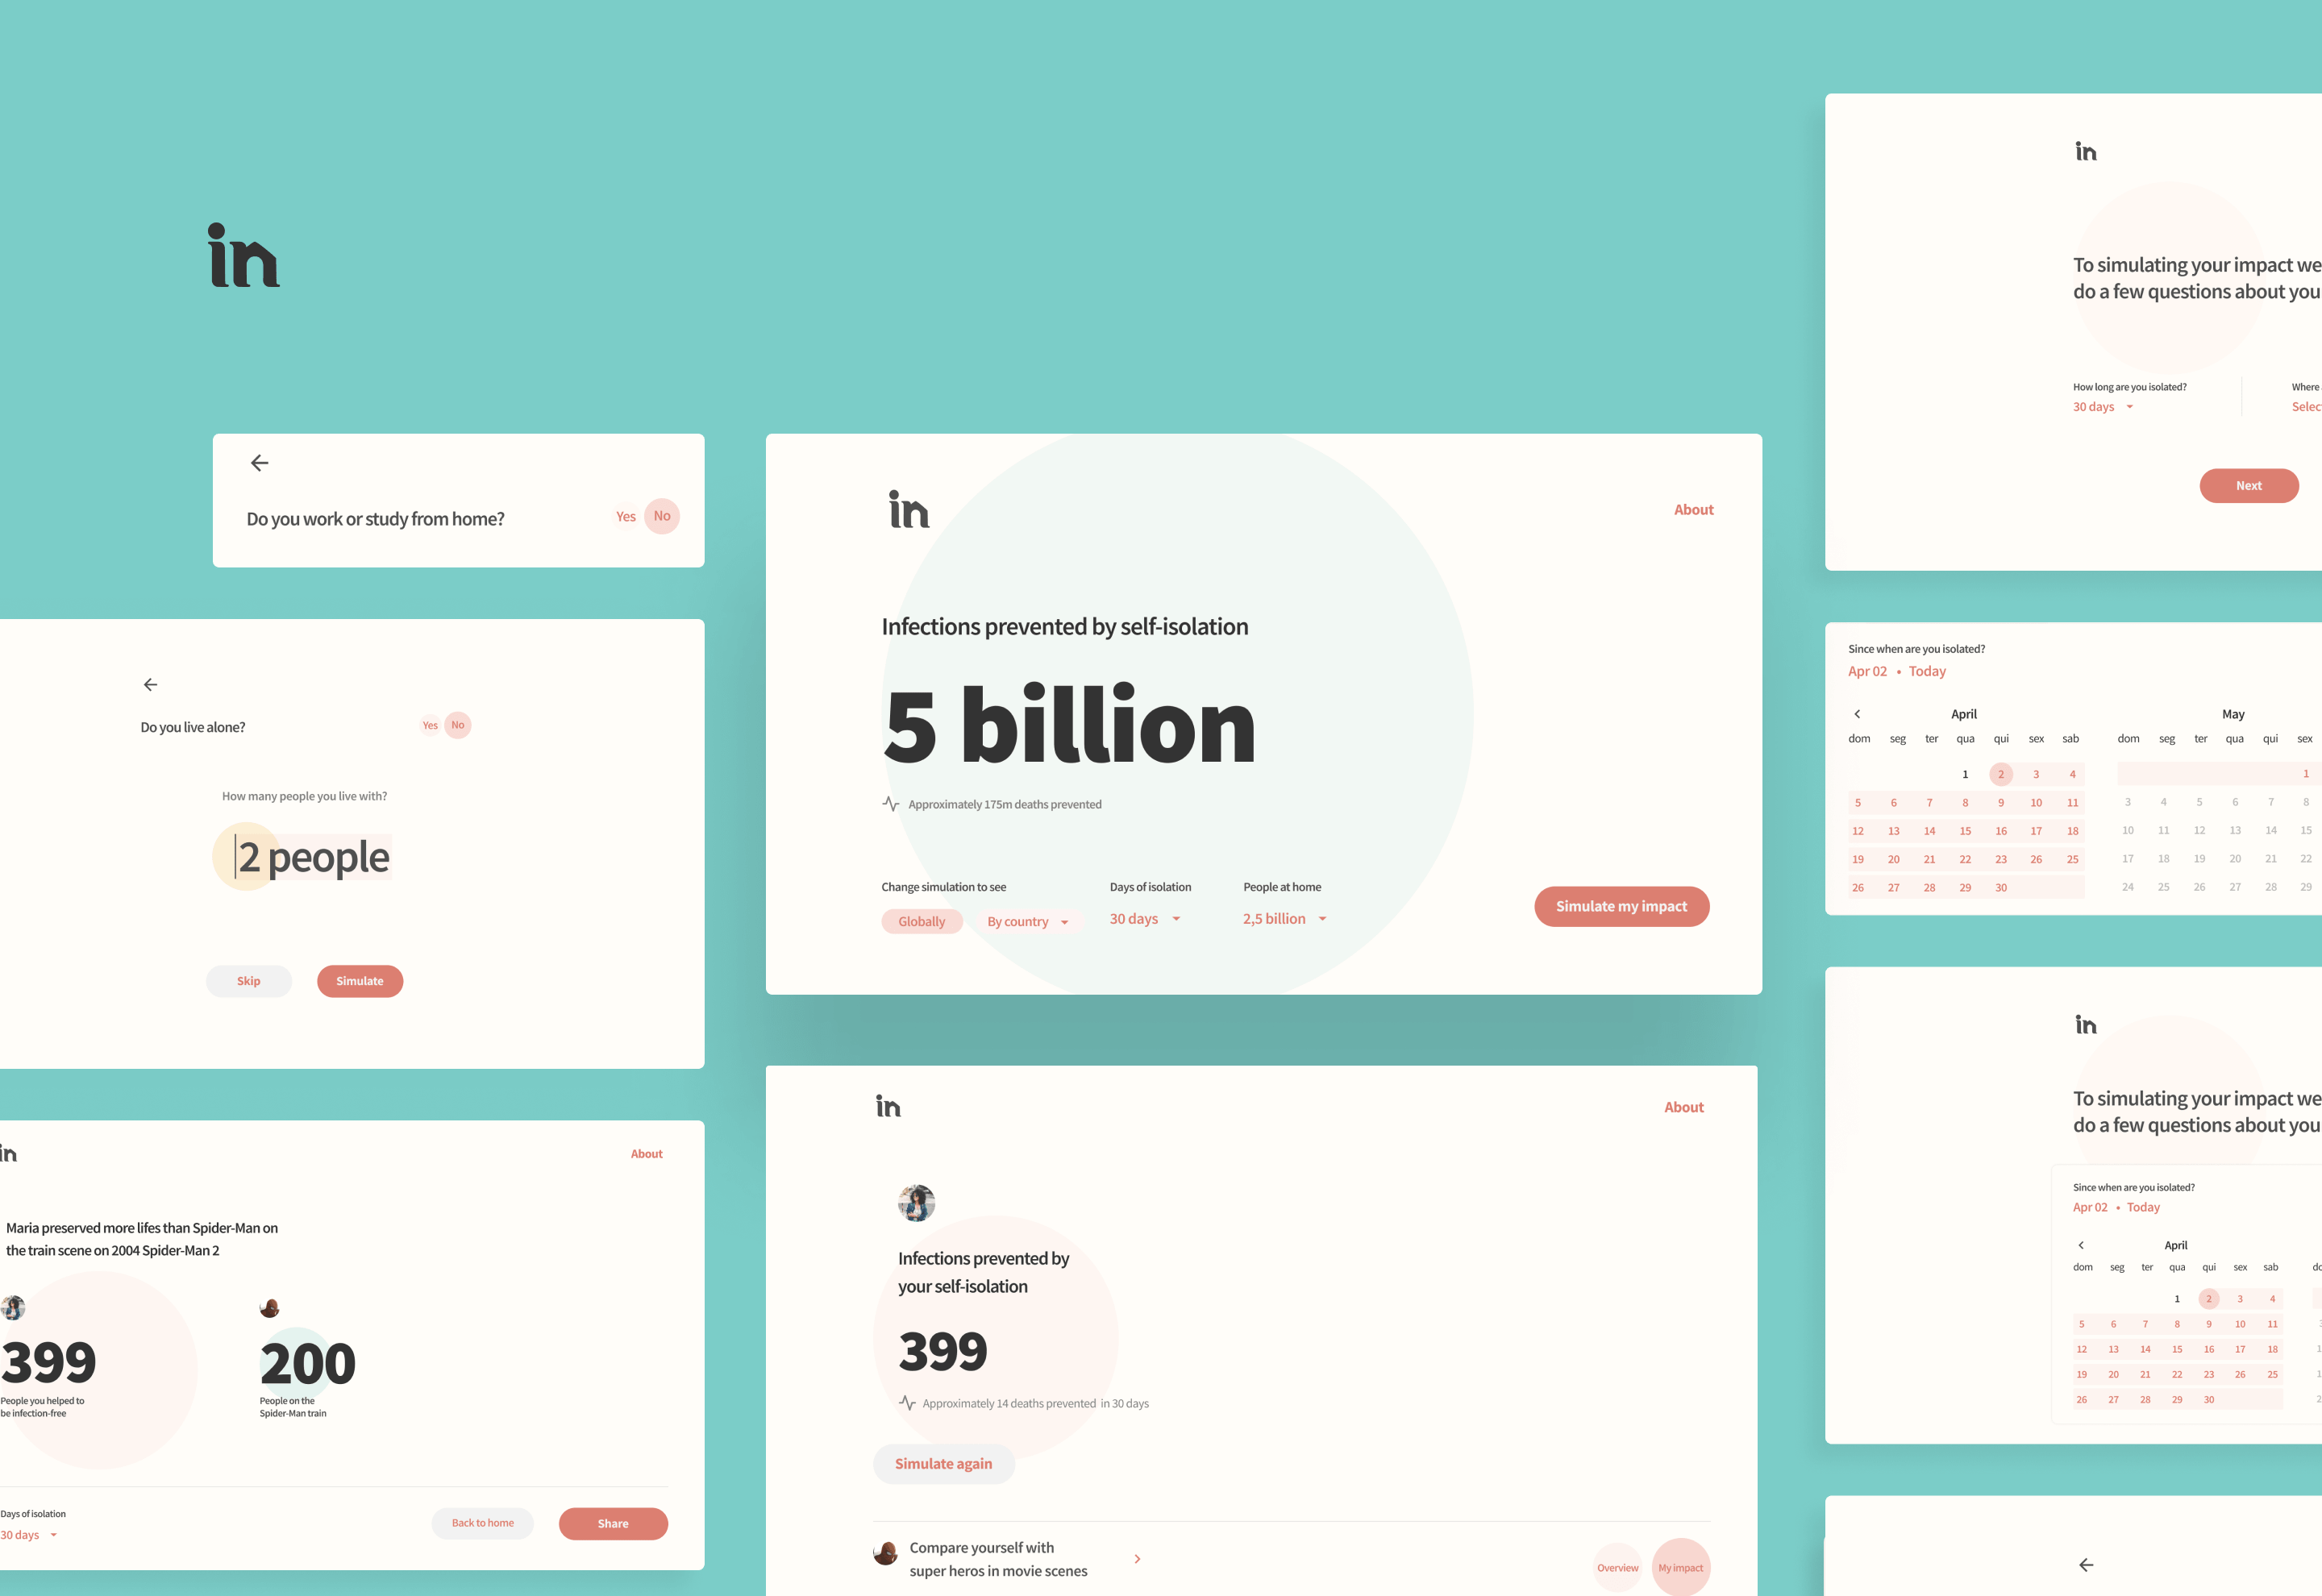 in
←
Do you work or study from home?
Yes No
Do you live alone?
Yes No
How many people you live with?
2 people
Skip Simulate
in
About
Maria preserved more lifes than Spider-Man on
the train scene on 2004 Spider-Man 2
399
People you helped to
be infection-free
200
People on the
Spider-Man train
Days of isolation
30 days
Back to home Share
in
About
Infections prevented by self-isolation
5 billion
Approximately 175m deaths prevented
Change simulation to see
Globally By country
Days of isolation
30 days
People at home
2,5 billion
Simulate my impact
in
About
Infections prevented by
your self-isolation
399
Approximately 14 deaths prevented in 30 days
Simulate again
Compare yourself with
super heros in movie scenes
Overview My impact
in
To simulating your impact we
do a few questions about you
How long are you isolated?
30 days
Where
Selec
Next
Since when are you isolated?
Apr 02 • Today
April
dom seg ter qua qui sex sab
1 2 3 4
5 6 7 8 9 10 11
12 13 14 15 16 17 18
19 20 21 22 23 26 25
26 27 28 29 30
May
dom seg ter qua qui sex
1
3 4 5 6 7 8
10 11 12 13 14 15
17 18 19 20 21 22
24 25 26 27 28 29
in
To simulating your impact we
do a few questions about you
Since when are you isolated?
Apr 02 • Today
April
dom seg ter qua qui sex sab
1 2 3 4
5 6 7 8 9 10 11
12 13 14 15 16 17 18
19 20 21 22 23 26 25
26 27 28 29 30